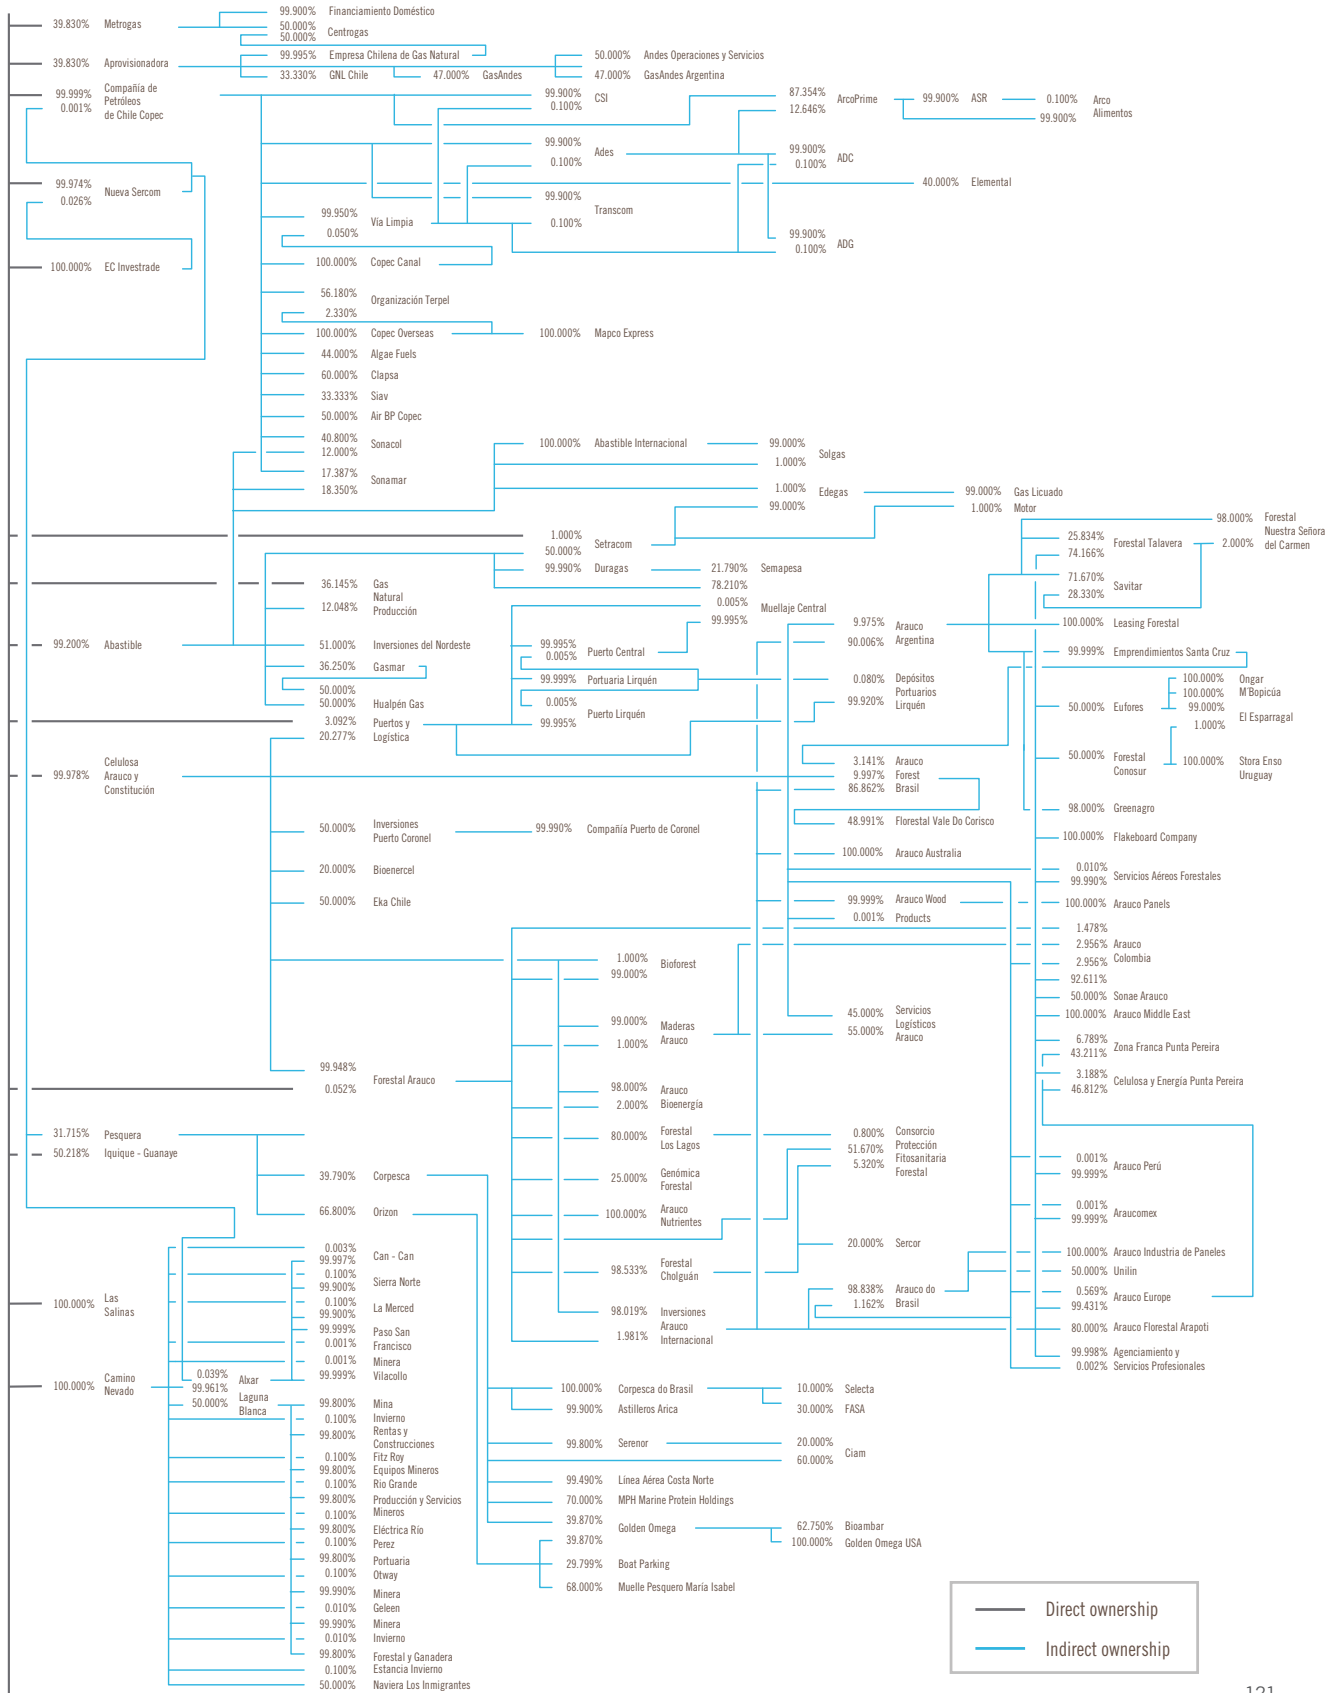 39.830% Metrogas
99.900% Financiamiento Doméstico
50.000%
50.000% Centrogas
39.830% Aprovisionadora
99.995% Empresa Chilena de Gas Natural
33.330% GNL Chile
47.000% GasAndes
50.000% Andes Operaciones y Servicios
47.000% GasAndes Argentina
99.999% Compañía de
0.001% Petróleos
de Chile Copec
99.900% CSI
0.100%
87.354% ArcoPrime
12.646%
99.900% ASR
0.100% Arco
99.900% Alimentos
99.900% Ades
0.100%
99.900% ADC
0.100%
40.000% Elemental
99.974% Nueva Sercom
0.026%
99.900% Transcom
0.100%
99.950% Vía Limpia
0.050%
99.900% ADG
0.100%
100.000% EC Investrade
100.000% Copec Canal
56.180% Organización Terpel
2.330%
100.000% Copec Overseas
100.000% Mapco Express
44.000% Algae Fuels
60.000% Clapsa
33.333% Siav
50.000% Air BP Copec
40.800% Sonacol
12.000%
17.387% Sonamar
18.350%
100.000% Abastible Internacional
99.000% Solgas
1.000%
1.000% Edegas
99.000%
99.000% Gas Licuado
1.000% Motor
1.000% Setracom
50.000%
99.990% Duragas
21.790% Semapesa
78.210%
98.000% Forestal
2.000% Nuestra Señora
del Carmen
25.834% Forestal Talavera
74.166%
71.670% Savitar
28.330%
36.145% Gas
12.048% Natural
Producción
0.005% Muellaje Central
99.995%
9.975% Arauco
90.006% Argentina
100.000% Leasing Forestal
99.200% Abastible
51.000% Inversiones del Nordeste
99.995% Puerto Central
0.005%
99.999% Emprendimientos Santa Cruz
36.250% Gasmar
50.000%
99.999% Portuaria Lirquén
0.080% Depósitos
99.920% Portuarios
Lirquén
100.000% Ongar
100.000% M'Bopicúa
50.000% Eufores
99.000% El Esparragal
1.000%
50.000% Hualpén Gas
0.005% Puerto Lirquén
99.995%
3.092% Puertos y
20.277% Logística
99.978% Celulosa
Arauco y
Constitución
3.141% Arauco
9.997% Forest
86.862% Brasil
50.000% Forestal
Conosur
100.000% Stora Enso
Uruguay
98.000% Greenagro
50.000% Inversiones
Puerto Coronel
99.990% Compañía Puerto de Coronel
48.991% Florestal Vale Do Corisco
100.000% Flakeboard Company
100.000% Arauco Australia
20.000% Bioenercel
0.010% Servicios Aéreos Forestales
99.990%
50.000% Eka Chile
99.999% Arauco Wood
0.001% Products
100.000% Arauco Panels
1.478%
2.956% Arauco
2.956% Colombia
92.611%
1.000% Bioforest
99.000%
50.000% Sonae Arauco
100.000% Arauco Middle East
99.000% Maderas
1.000% Arauco
45.000% Servicios
55.000% Logísticos
Arauco
6.789% Zona Franca Punta Pereira
43.211%
99.948% Forestal Arauco
0.052%
3.188% Celulosa y Energía Punta Pereira
46.812%
98.000% Arauco
2.000% Bioenergía
31.715% Pesquera
50.218% Iquique - Guanaye
80.000% Forestal
Los Lagos
0.800% Consorcio
51.670% Protección
5.320% Fitosanitaria
Forestal
0.001% Arauco Perú
99.999%
39.790% Corpesca
25.000% Genómica
Forestal
0.001% Araucomex
99.999%
66.800% Orizon
100.000% Arauco
Nutrientes
0.003% Can - Can
99.997%
20.000% Sercor
100.000% Arauco Industria de Paneles
0.100% Sierra Norte
99.900%
98.533% Forestal
Cholguán
50.000% Unilin
98.838% Arauco do
1.162% Brasil
0.569% Arauco Europe
99.431%
100.000% Las
Salinas
0.100% La Merced
99.900%
98.019% Inversiones
1.981% Arauco
Internacional
80.000% Arauco Florestal Arapoti
99.999% Paso San
0.001% Francisco
99.998% Agenciamiento y
0.002% Servicios Profesionales
0.001% Minera
99.999% Vilacollo
100.000% Camino
Nevado
0.039% Alxar
99.961%
50.000% Laguna
Blanca
100.000% Corpesca do Brasil
10.000% Selecta
99.900% Astilleros Arica
30.000% FASA
99.800% Mina
0.100% Invierno
99.800% Rentas y
Construcciones
0.100% Fitz Roy
99.800% Equipos Mineros
0.100% Rio Grande
99.800% Producción y Servicios
0.100% Mineros
99.800% Eléctrica Río
0.100% Perez
99.800% Portuaria
0.100% Otway
99.990% Minera
0.010% Geleen
99.990% Minera
0.010% Invierno
99.800% Forestal y Ganadera
0.100% Estancia Invierno
50.000% Naviera Los Inmigrantes
99.800% Serenor
20.000% Ciam
60.000%
99.490% Línea Aérea Costa Norte
70.000% MPH Marine Protein Holdings
39.870% Golden Omega
39.870%
62.750% Bioambar
100.000% Golden Omega USA
29.799% Boat Parking
68.000% Muelle Pesquero María Isabel
Direct ownership
Indirect ownership
121